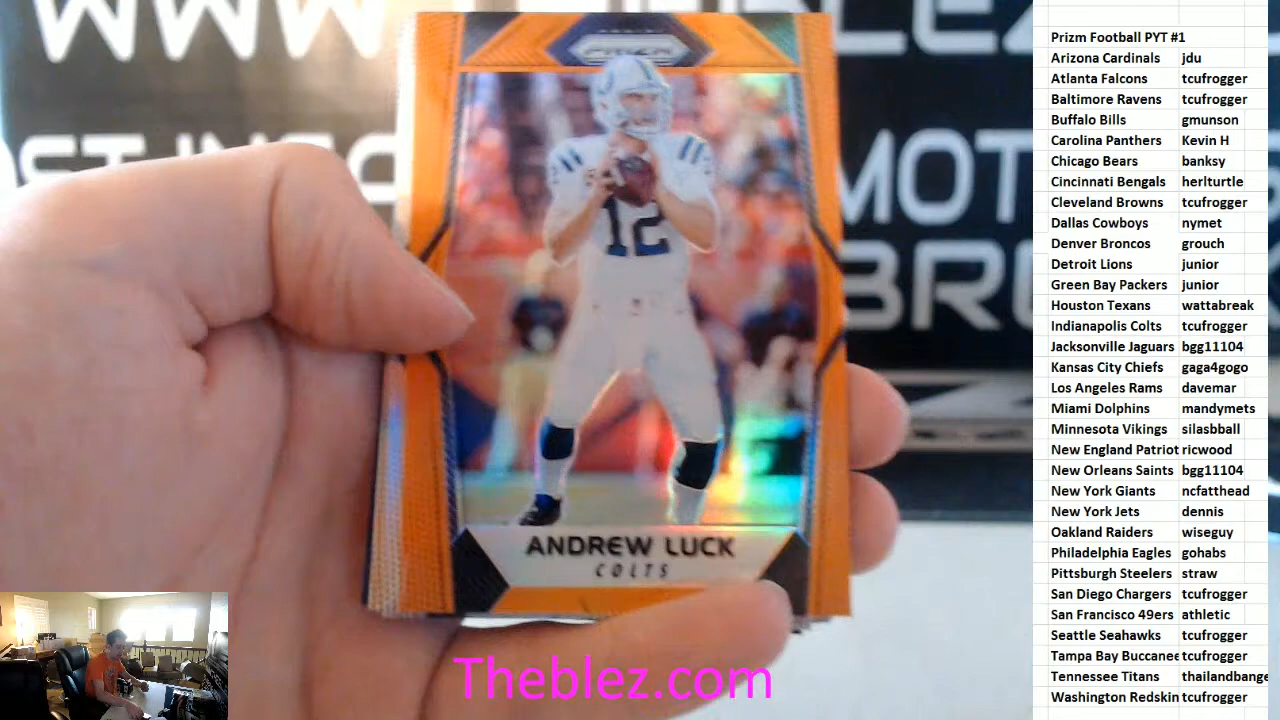 WWW.
PRIZM
12
ANDREW LUCK
COLTS
Theblez.com
Prizm Football PYT #1
Arizona Cardinals jdu
Atlanta Falcons tcufrogger
Baltimore Ravens tcufrogger
Buffalo Bills gmunson
Carolina Panthers Kevin H
Chicago Bears banksy
Cincinnati Bengals herlturtle
Cleveland Browns tcufrogger
Dallas Cowboys nymet
Denver Broncos grouch
Detroit Lions junior
Green Bay Packers junior
Houston Texans wattabreak
Indianapolis Colts tcufrogger
Jacksonville Jaguars bgg11104
Kansas City Chiefs gaga4gogo
Los Angeles Rams davemar
Miami Dolphins mandymets
Minnesota Vikings silasbball
New England Patriot ricwood
New Orleans Saints bgg11104
New York Giants ncfatthead
New York Jets dennis
Oakland Raiders wiseguy
Philadelphia Eagles gohabs
Pittsburgh Steelers straw
San Diego Chargers tcufrogger
San Francisco 49ers athletic
Seattle Seahawks tcufrogger
Tampa Bay Buccanee tcufrogger
Tennessee Titans thailandbange
Washington Redskin tcufrogger